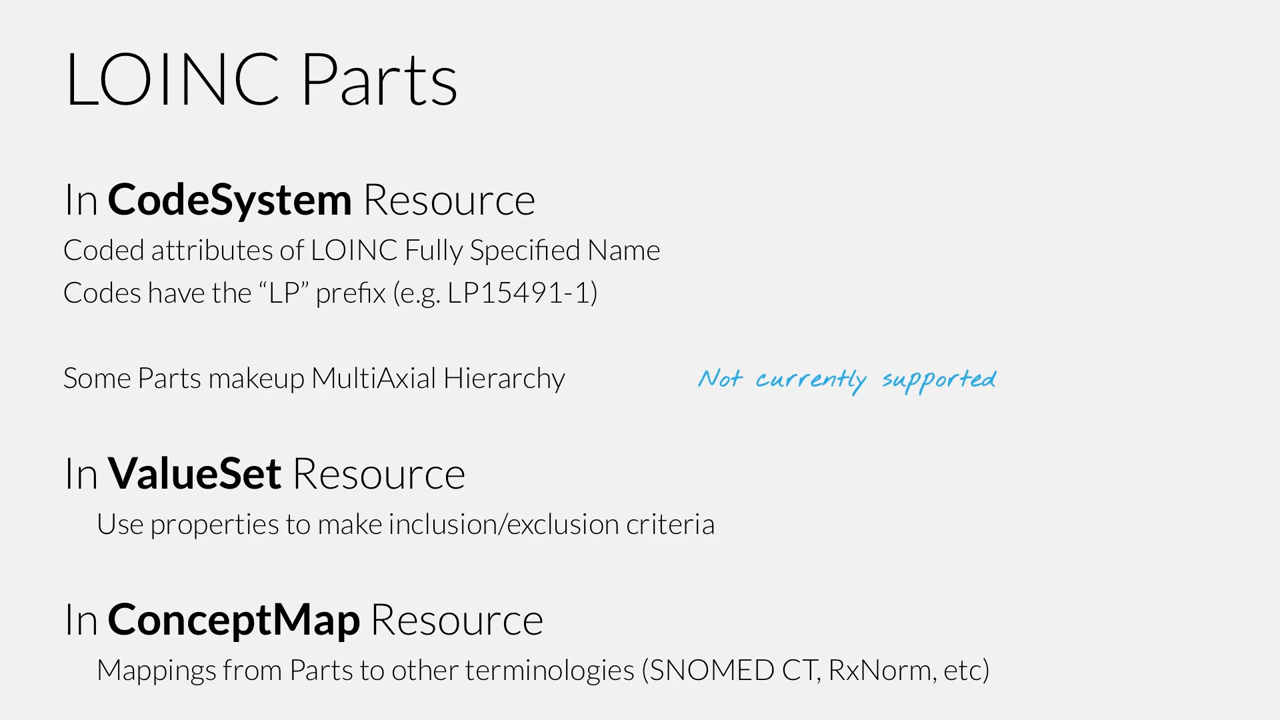 LOINC Parts
In CodeSystem Resource
Coded attributes of LOINC Fully Specified Name
Codes have the “LP” prefix (e.g. LP15491-1)
Some Parts makeup MultiAxial Hierarchy Not currently supported
In ValueSet Resource
Use properties to make inclusion/exclusion criteria
In ConceptMap Resource
Mappings from Parts to other terminologies (SNOMED CT, RxNorm, etc)